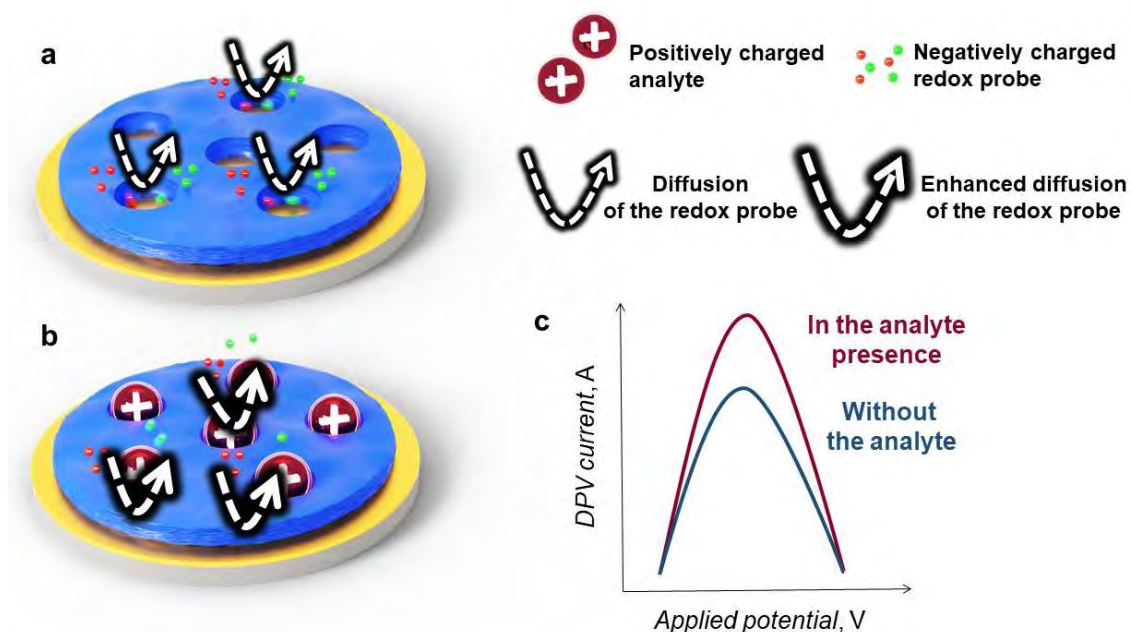 a
Positively charged
analyte
Negatively charged
redox probe
Diffusion
of the redox probe
Enhanced diffusion
of the redox probe
b
c
In the analyte
presence
Without
the analyte
DPV current, A
Applied potential, V